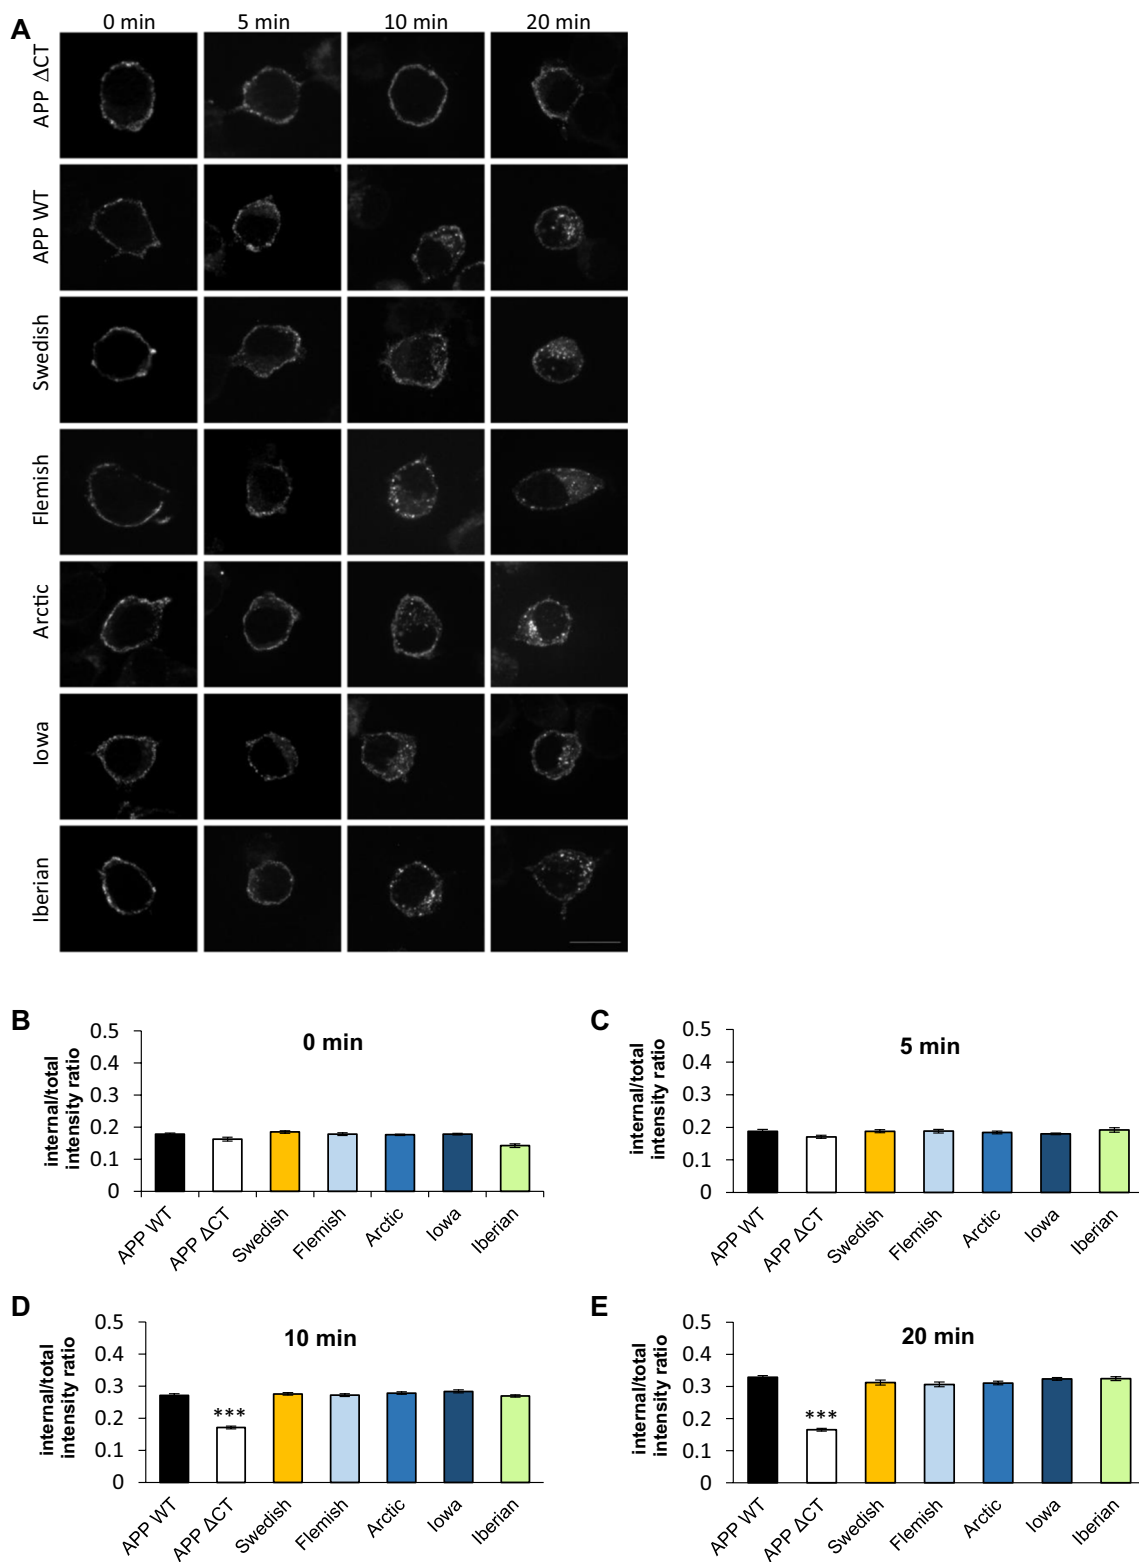 A
0 min 5 min 10 min 20 min
APP ΔCT
APP WT
Swedish
Flemish
Arctic
Iowa
Iberian
B
0 min
internal/total
intensity ratio
0.5
0.4
0.3
0.2
0.1
0
APP WT APP ΔCT Swedish Flemish Arctic Iowa Iberian
C
5 min
internal/total
intensity ratio
0.5
0.4
0.3
0.2
0.1
0
APP WT APP ΔCT Swedish Flemish Arctic Iowa Iberian
D
10 min
internal/total
intensity ratio
0.5
0.4
0.3
0.2
0.1
0
***
APP WT APP ΔCT Swedish Flemish Arctic Iowa Iberian
E
20 min
internal/total
intensity ratio
0.5
0.4
0.3
0.2
0.1
0
***
APP WT APP ΔCT Swedish Flemish Arctic Iowa Iberian